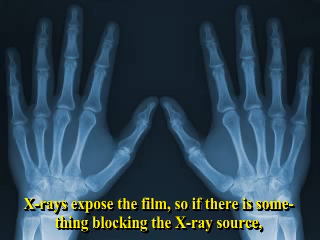 X-rays expose the film, so if there is some-
thing blocking the X-ray source,